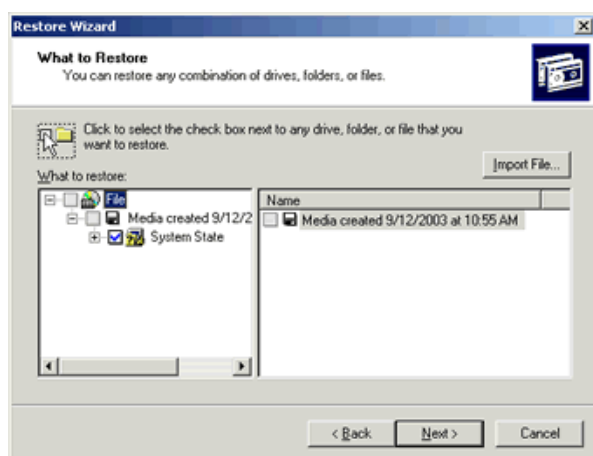 Restore Wizard
What to Restore
You can restore any combination of drives, folders, or files.
Click to select the check box next to any drive, folder, or file that you
want to restore.
Import File...
What to restore:
File
Media created 9/12/2
System State
Name
Media created 9/12/2003 at 10:55 AM
< Back
Next >
Cancel